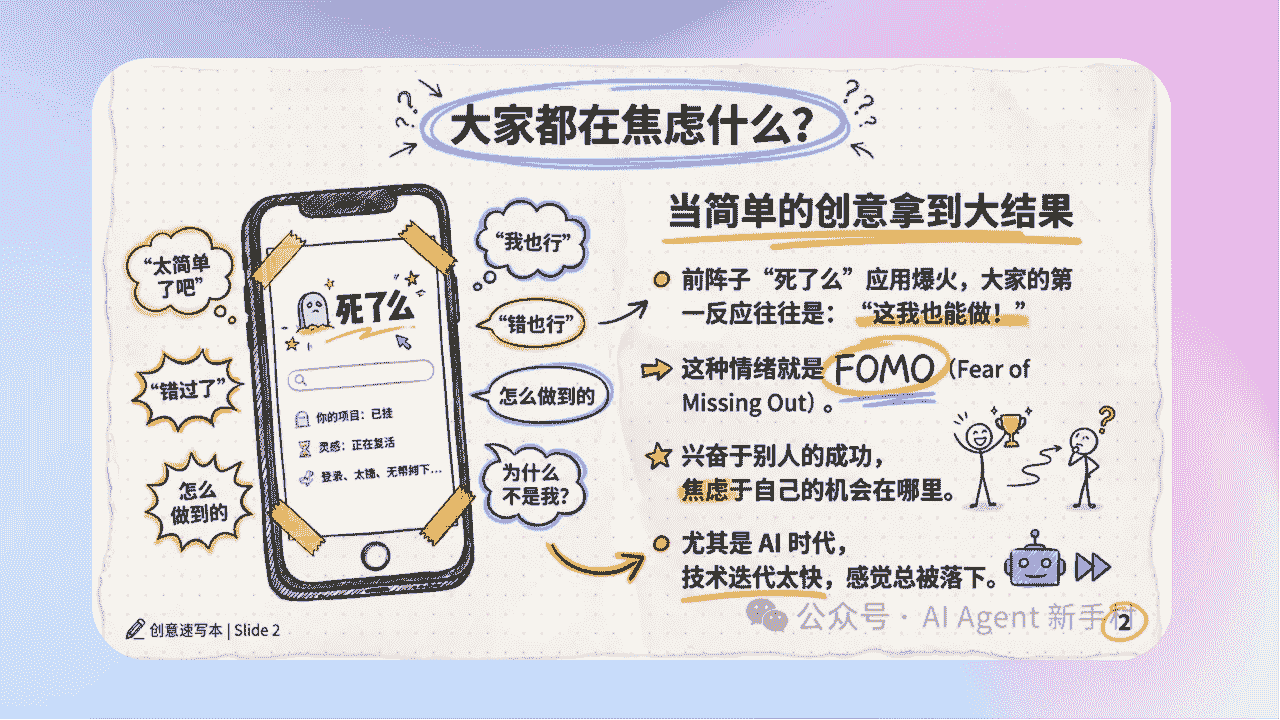 大家都在焦虑什么？
“太简单
了吧”
“错过了”
怎么
做到的
死了么
你的项目：已挂
灵感：正在复活
登录、太
“我也行”
“错也行”
怎么做到的
为什么
不是我？
当简单的创意拿到大结果
前阵子“死了么”应用爆火，大家的第
一反应往往是：“这我也能做！”
这种情绪就是 FOMO（Fear of
Missing Out）。
兴奋于别人的成功，
焦虑于自己的机会在哪里。
尤其是 AI 时代，
技术迭代太快，感觉总被落下。
公众号 · AI Agent 新手村
创意速写本 | Slide 2
2